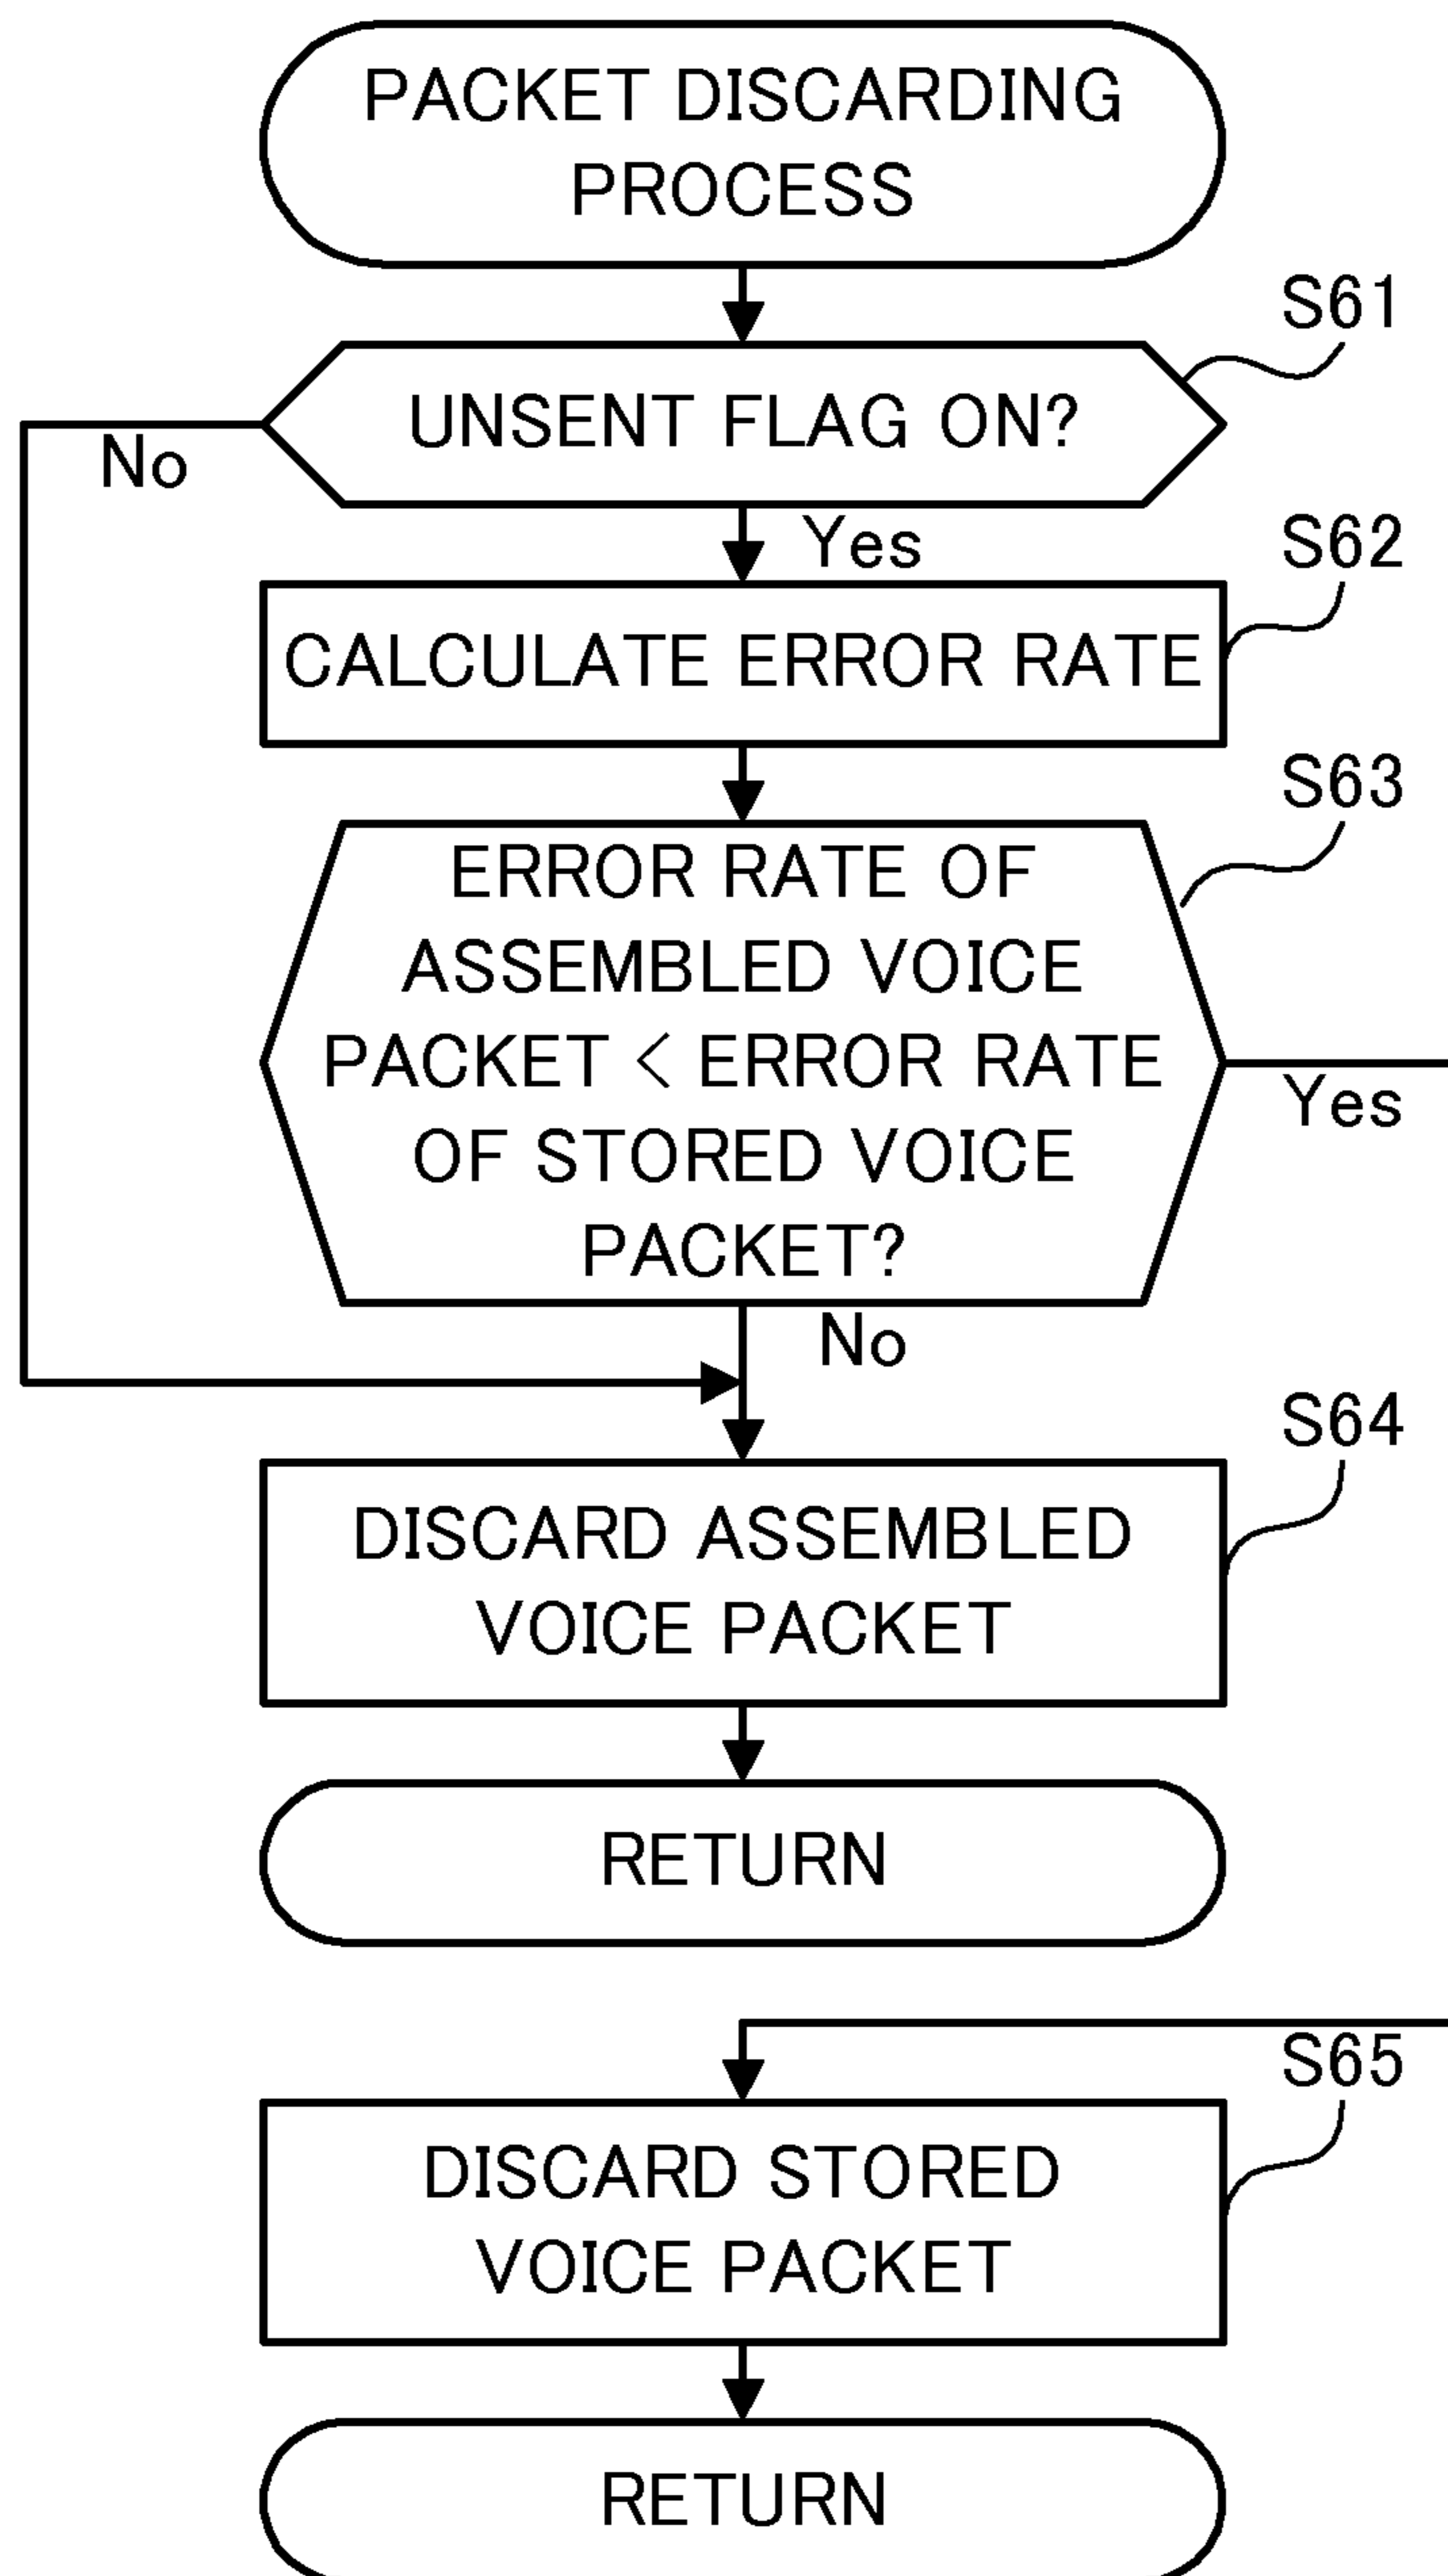 PACKET DISCARDING
PROCESS
S61
UNSENT FLAG ON?
No
Yes
S62
CALCULATE ERROR RATE
S63
ERROR RATE OF
ASSEMBLED VOICE
PACKET < ERROR RATE
OF STORED VOICE
PACKET?
Yes
No
S64
DISCARD ASSEMBLED
VOICE PACKET
RETURN
S65
DISCARD STORED
VOICE PACKET
RETURN